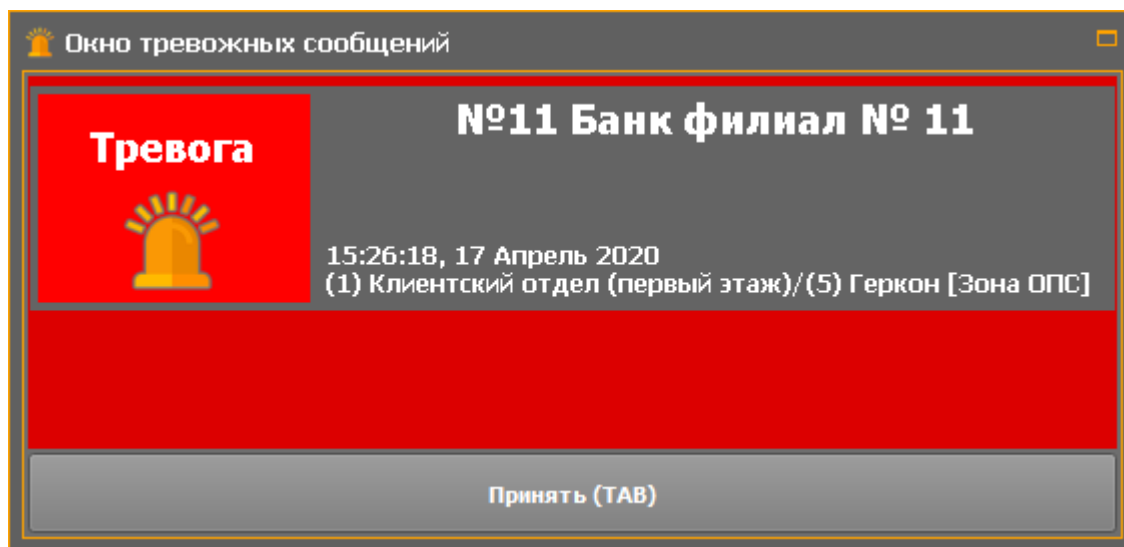 Окно тревожных сообщений
Тревога
№11 Банк филиал № 11
15:26:18, 17 Апрель 2020
(1) Клиентский отдел (первый этаж)/(5) Геркон [Зона ОПС]
Принять (TAB)